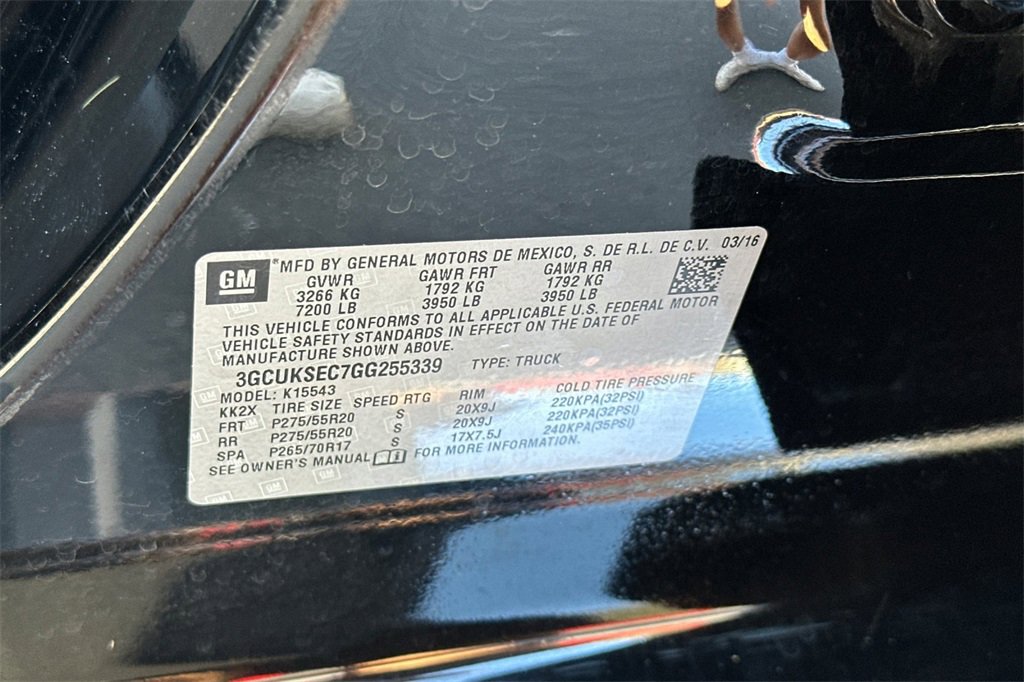 GM ® MFD BY GENERAL MOTORS DE MEXICO, S. DE R.L. DE C.V. 03/16
GVWR GAWR FRT GAWR RR
3266 KG 1792 KG 1792 KG
7200 LB 3950 LB 3950 LB
THIS VEHICLE CONFORMS TO ALL APPLICABLE U.S. FEDERAL MOTOR
VEHICLE SAFETY STANDARDS IN EFFECT ON THE DATE OF
MANUFACTURE SHOWN ABOVE.
3GCUKSEC7GG255339 TYPE: TRUCK
MODEL: K15543
KK2X TIRE SIZE SPEED RTG RIM COLD TIRE PRESSURE
FRT P275/55R20 S 20X9J 220KPA(32PSI)
RR P275/55R20 S 20X9J 220KPA(32PSI)
SPA P265/70R17 S 17X7.5J 240KPA(35PSI)
SEE OWNER'S MANUAL FOR MORE INFORMATION.